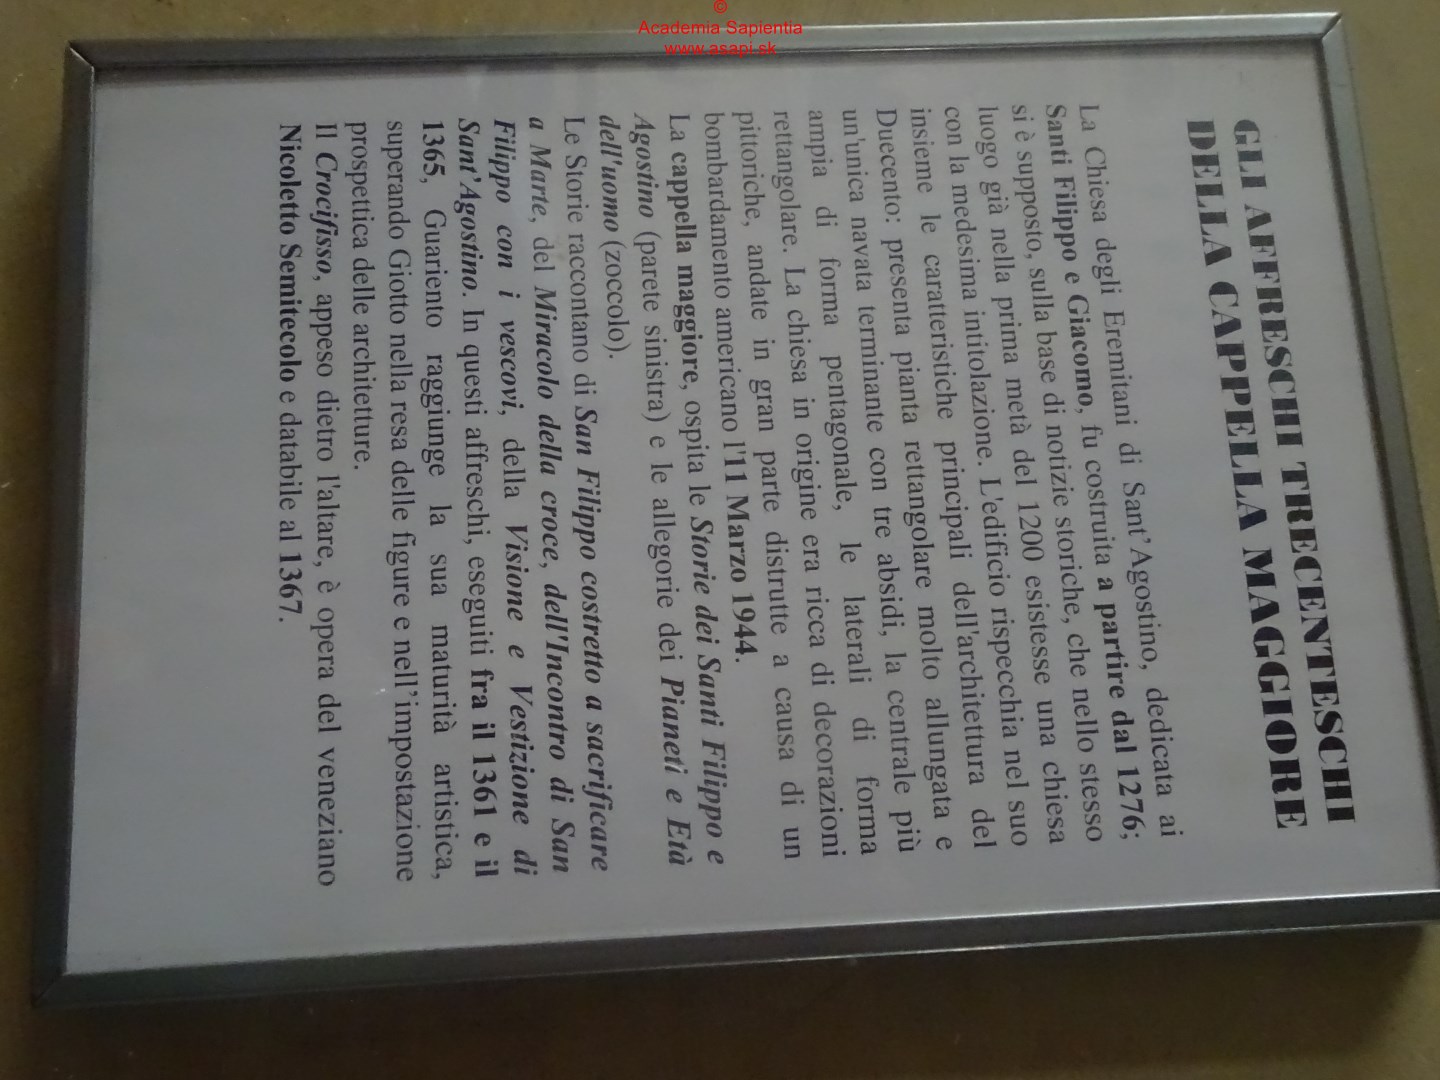 ©
Academia Sapientia
www.asapi.sk
GLI AFFRESCHI TRECENTESCHI
DELLA CAPPELLA MAGGIORE
La Chiesa degli Eremitani di Sant’Agostino, dedicata ai
Santi Filippo e Giacomo, fu costruita a partire dal 1276;
si è supposto, sulla base di notizie storiche, che nello stesso
luogo già nella prima metà del 1200 esistesse una chiesa
con la medesima intitolazione. L'edificio rispecchia nel suo
insieme le caratteristiche principali dell'architettura del
Duecento: presenta pianta rettangolare molto allungata e
un'unica navata terminante con tre absidi, la centrale più
ampia di forma pentagonale, le laterali di forma
rettangolare. La chiesa in origine era ricca di decorazioni
pitoriche, andate in gran parte distrutte a causa di un
bombardamento americano l'11 Marzo 1944.
La cappella maggiore, ospita le Storie dei Santi Filippo e
Agostino (parete sinistra) e le allegorie dei Pianeti e Età
dell'uomo (zoccolo).
Le Storie raccontano di San Filippo costretto a sacrificare
a Marte, del Miracolo della croce, dell'Incontro di San
Filippo con i vescovi, della Visione e Vestizione di
Sant’Agostino. In questi affreschi, eseguiti fra il 1361 e il
1365, Guariento raggiunge la sua maturità artistica,
superando Giotto nella resa delle figure e nell’impostazione
prospettica delle architetture.
Il Crocifisso, appeso dietro l'altare, è opera del veneziano
Nicoletto Semitecolo e databile al 1367.